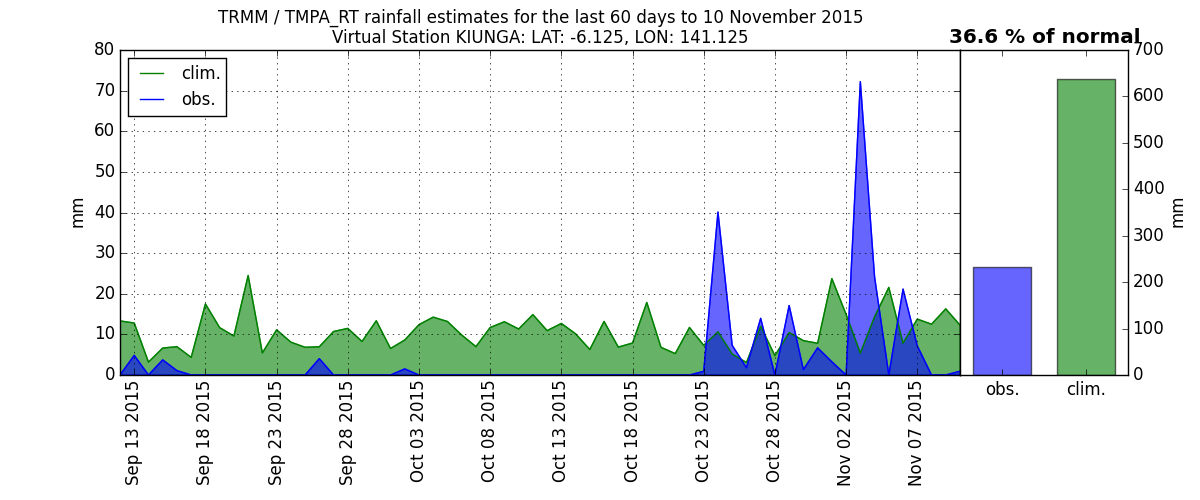 TRMM / TMPA_RT rainfall estimates for the last 60 days to 10 November 2015
Virtual Station KIUNGA: LAT: -6.125, LON: 141.125
36.6 % of normal
clim.
obs.
mm
80
70
60
50
40
30
20
10
0
Sep 13 2015
Sep 18 2015
Sep 23 2015
Sep 28 2015
Oct 03 2015
Oct 08 2015
Oct 13 2015
Oct 18 2015
Oct 23 2015
Oct 28 2015
Nov 02 2015
Nov 07 2015
obs.
clim.
700
600
500
400
300
200
100
0
mm